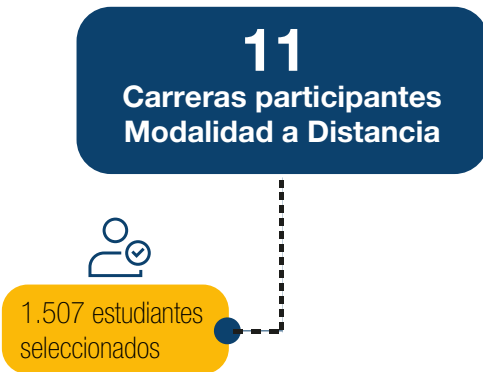 11
Carreras participantes
Modalidad a Distancia
1.507 estudiantes
seleccionados